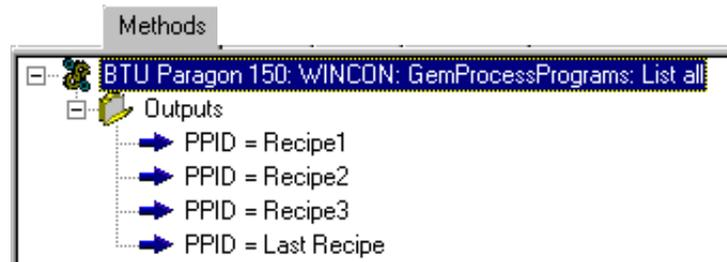 Methods
BTU Paragon 150: WINCON: GemProcessPrograms: List all
Outputs
PPID = Recipe1
PPID = Recipe2
PPID = Recipe3
PPID = Last Recipe